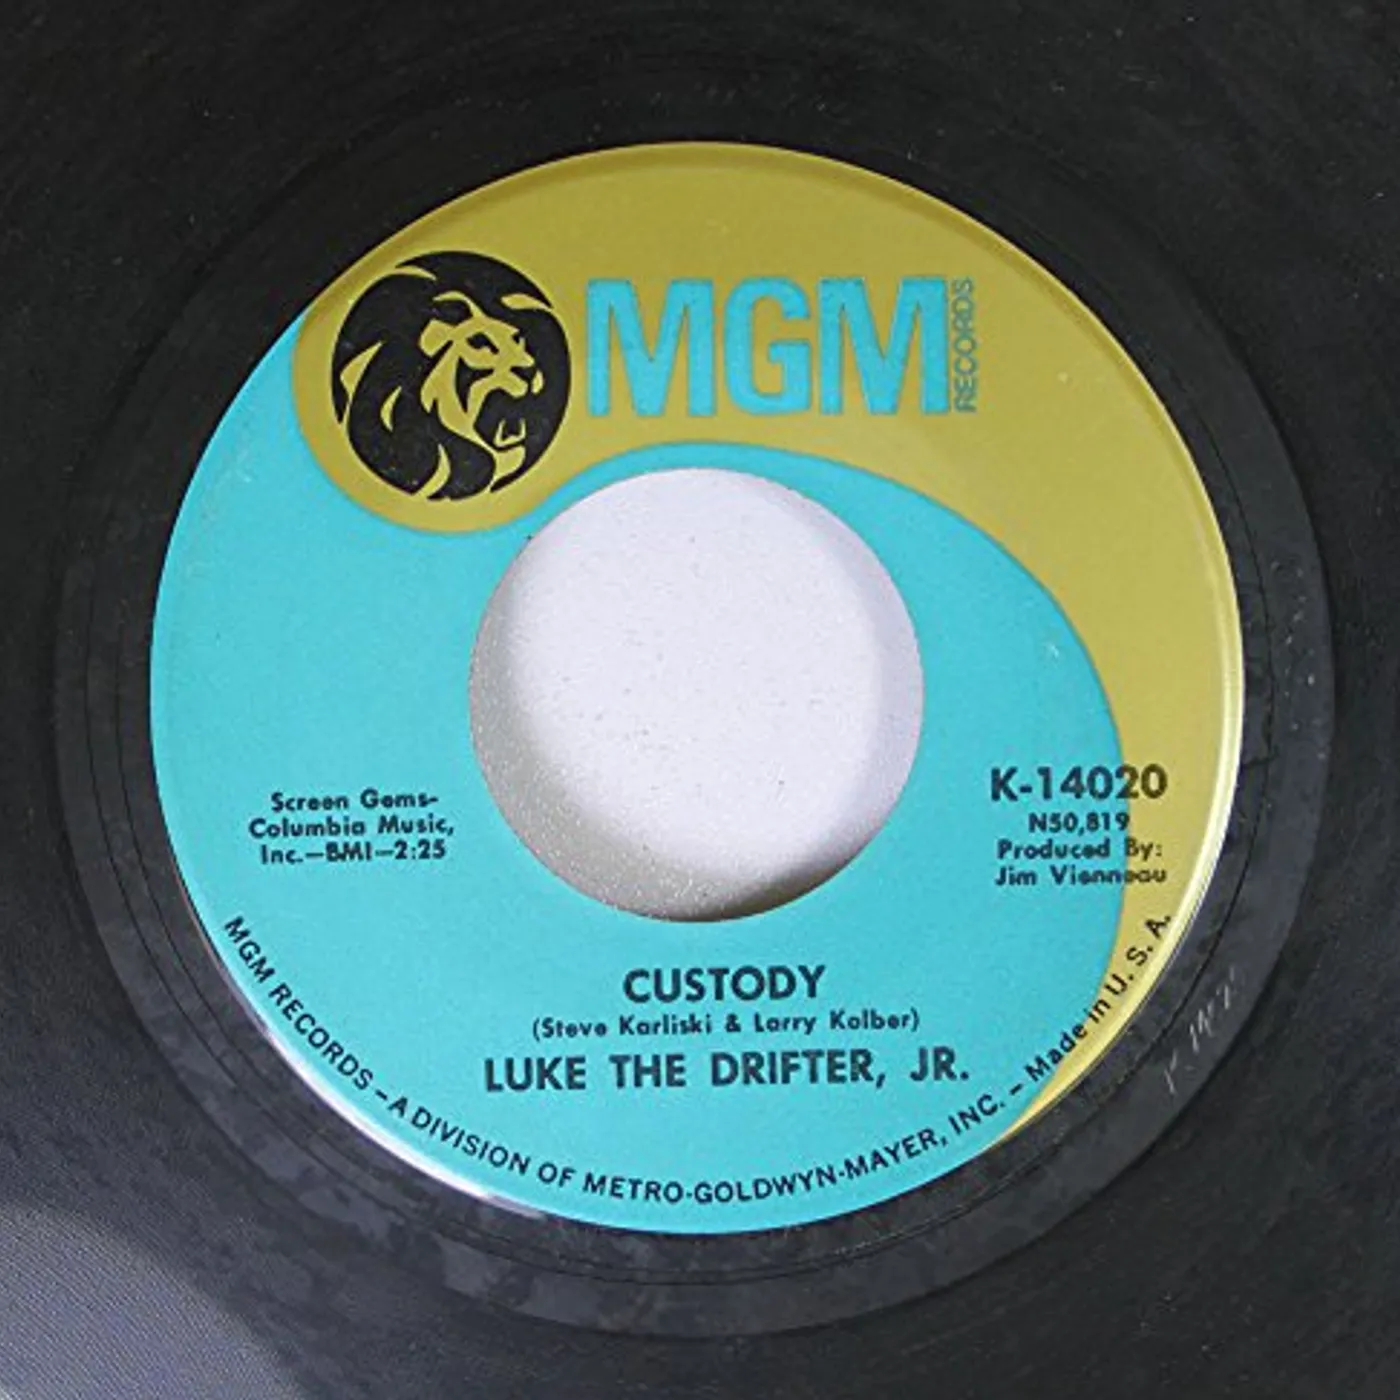 MGM
RECORDS
K-14020
N50,819
Produced By:
Jim Vienneau
Screen Gems-
Columbia Music,
Inc.—BMI—2:25
CUSTODY
(Steve Karliski & Larry Kolber)
LUKE THE DRIFTER, JR.
MGM RECORDS – A DIVISION OF METRO-GOLDWYN-MAYER, INC. – Made in U. S. A.